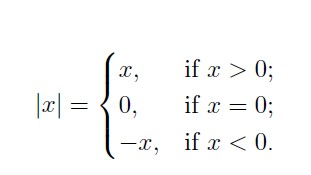 x, if x > 0;
|x| = { 0, if x = 0;
−x, if x < 0.